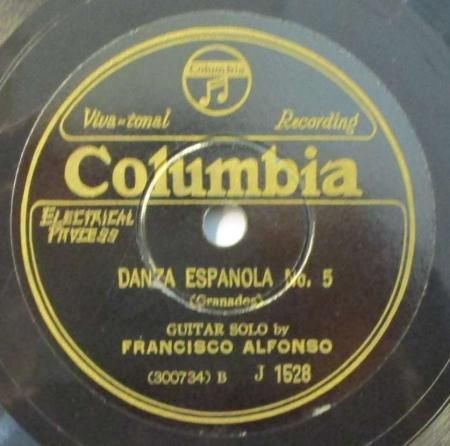 Columbia
Viva-tonal Recording
Columbia
ELECTRICAL
PROCESS
DANZA ESPANOLA No. 5
(Granados)
GUITAR SOLO by
FRANCISCO ALFONSO
(300734) B J 1528